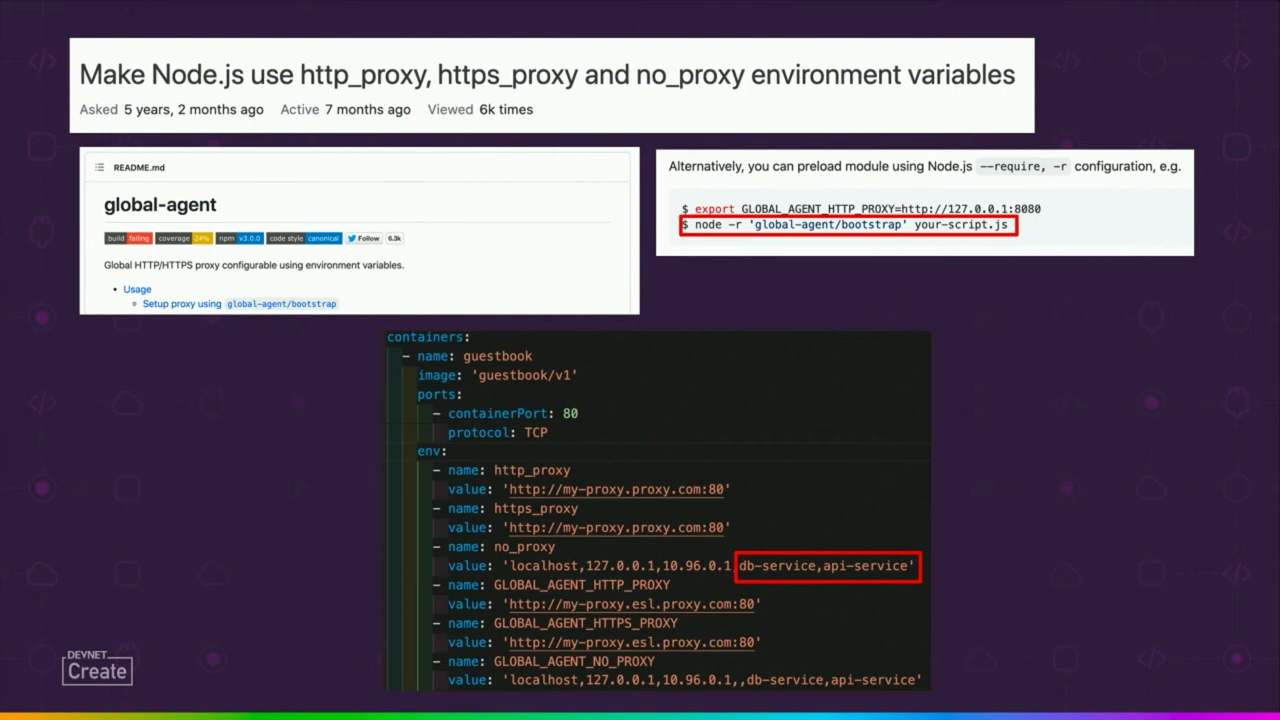 Make Node.js use http_proxy, https_proxy and no_proxy environment variables
Asked 5 years, 2 months ago Active 7 months ago Viewed 6k times
README.md
global-agent
build failing coverage 24% npm v3.0.0 code style canonical Follow 6.3k
Global HTTP/HTTPS proxy configurable using environment variables.
• Usage
○ Setup proxy using global-agent/bootstrap
Alternatively, you can preload module using Node.js --require, -r configuration, e.g.
$ export GLOBAL_AGENT_HTTP_PROXY=http://127.0.0.1:8080
$ node -r 'global-agent/bootstrap' your-script.js
containers:
- name: guestbook
image: 'guestbook/v1'
ports:
- containerPort: 80
protocol: TCP
env:
- name: http_proxy
value: 'http://my-proxy.proxy.com:80'
- name: https_proxy
value: 'http://my-proxy.proxy.com:80'
- name: no_proxy
value: 'localhost,127.0.0.1,10.96.0.1,db-service,api-service'
- name: GLOBAL_AGENT_HTTP_PROXY
value: 'http://my-proxy.esl.proxy.com:80'
- name: GLOBAL_AGENT_HTTPS_PROXY
value: 'http://my-proxy.esl.proxy.com:80'
- name: GLOBAL_AGENT_NO_PROXY
value: 'localhost,127.0.0.1,10.96.0.1,,db-service,api-service'
DEVNET
Create